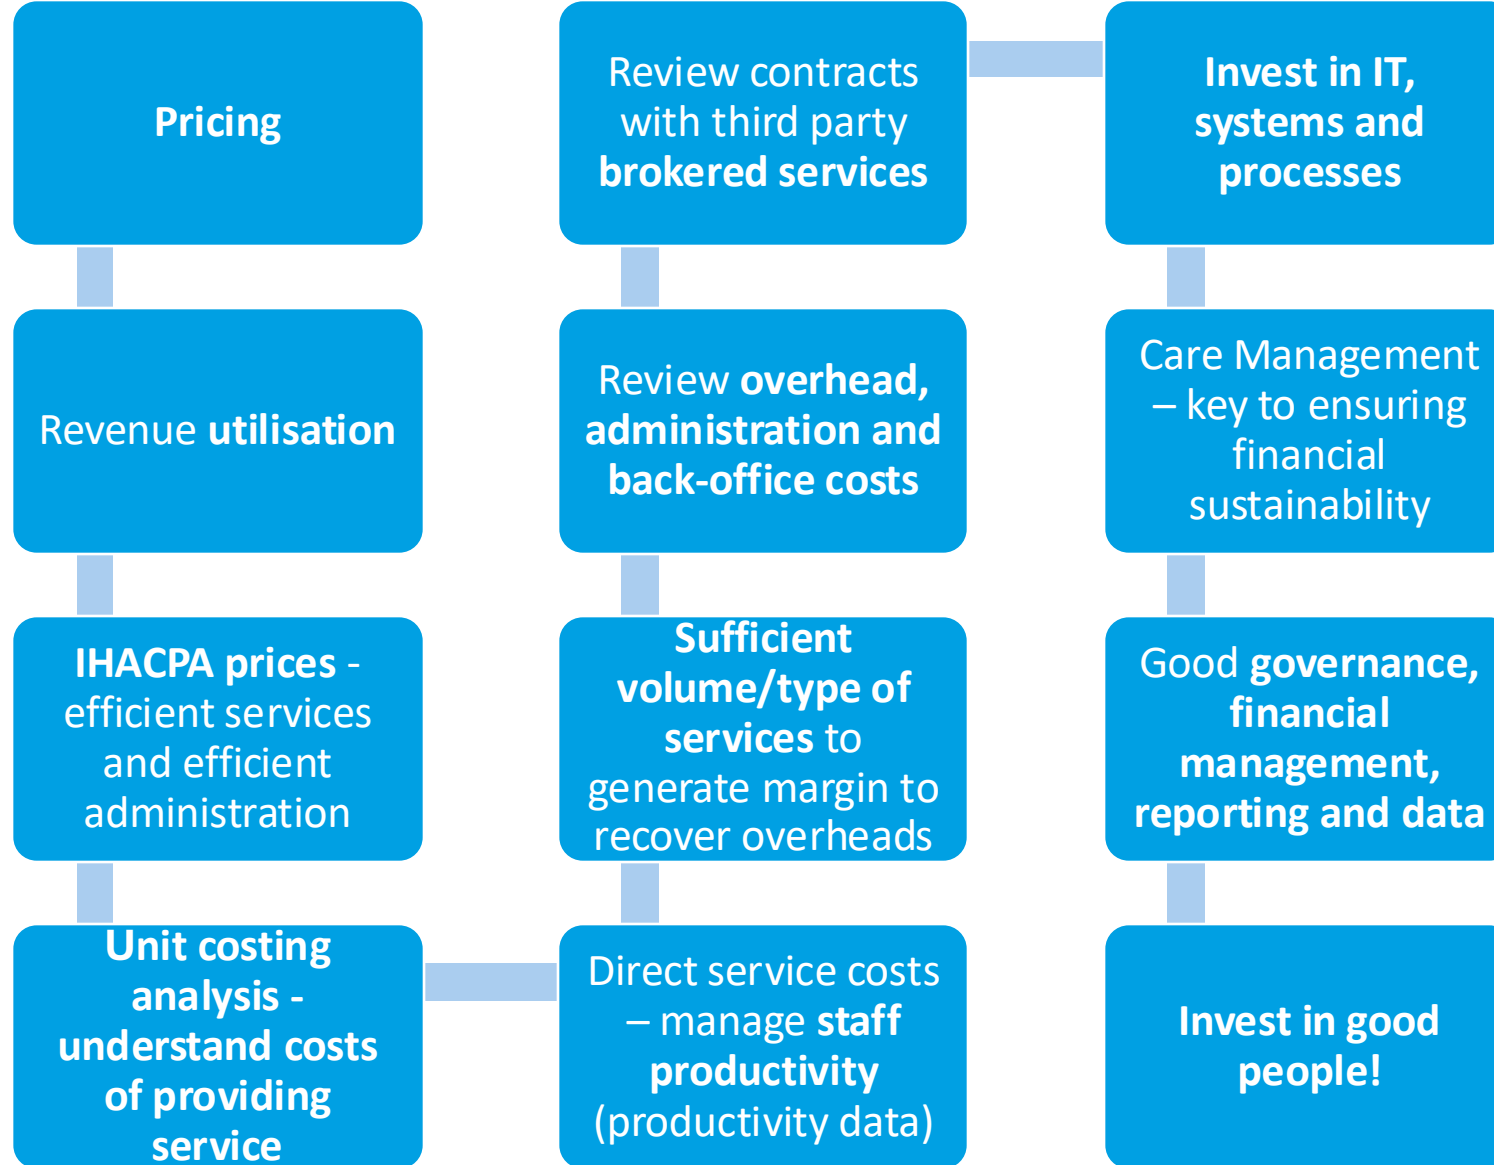 Pricing
Revenue utilisation
IHACPA prices -
efficient services
and efficient
administration
Unit costing
analysis -
understand costs
of providing
service
Direct service costs
– manage staff
productivity
(productivity data)
Sufficient
volume/type of
services to
generate margin to
recover overheads
Review overhead,
administration and
back-office costs
Review contracts
with third party
brokered services
Invest in IT,
systems and
processes
Care Management
– key to ensuring
financial
sustainability
Good governance,
financial
management,
reporting and data
Invest in good
people!